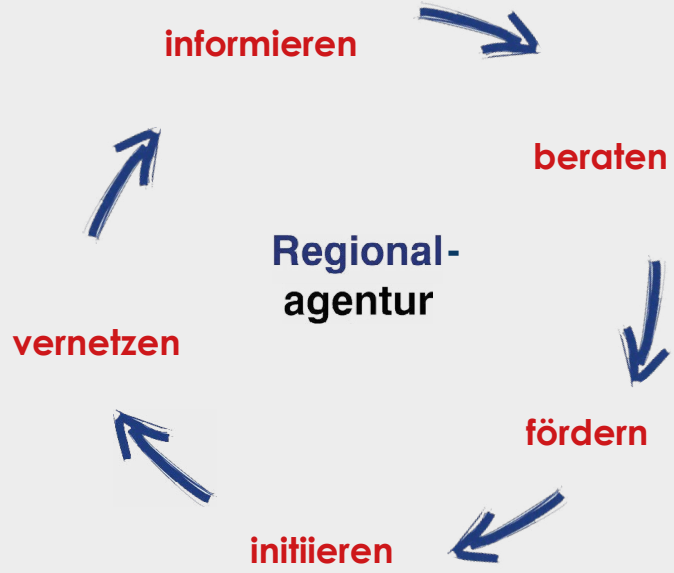 informieren
beraten
Regional-
agentur
vernetzen
fördern
initiieren